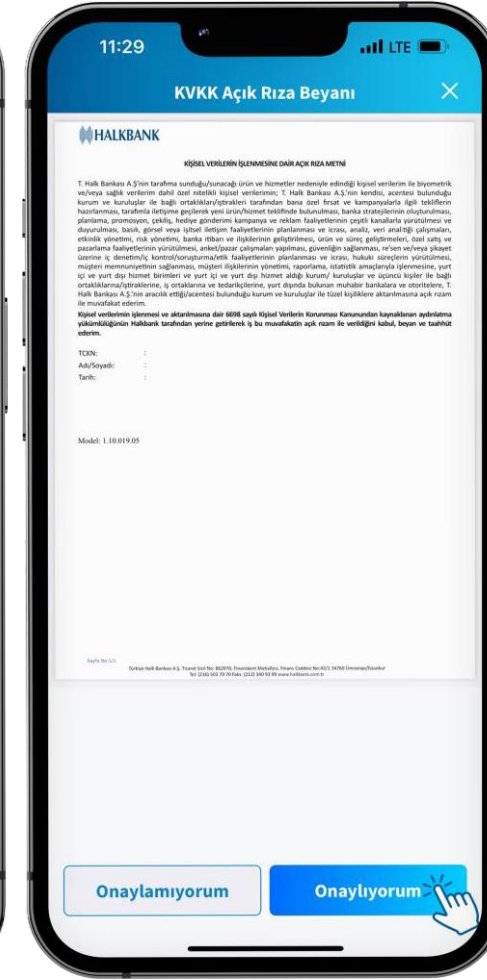 11:29
LTE
KVKK Açık Rıza Beyanı
HALKBANK
KİŞİSEL VERİLERİN İŞLENMESİNE DAİR AÇIK RIZA METNİ
T. Halk Bankası A.Ş'nin tarafıma sunduğu/sunacağı ürün ve hizmetler nedeniyle edindiği kişisel verilerim ile biyometrik
ve/veya sağlık verilerim dahil özel nitelikli kişisel verilerimin; T. Halk Bankası A.Ş.'nin kendisi, acentesi bulunduğu
kurum ve kuruluşlar ile bağlı ortaklıkları/iştirakleri tarafından bana özel fırsat ve kampanyalarla ilgili tekliflerin
hazırlanması, tarafımla iletişime geçilerek yeni ürün/hizmet teklifinde bulunulması, banka stratejilerinin oluşturulması,
planlama, promosyon, çekiliş, hediye gönderimi kampanya ve reklam faaliyetlerinin çeşitli kanallarla yürütülmesi ve
duyurulması, basılı, görsel veya işitsel iletişim faaliyetlerinin planlanması ve icrası, analiz, veri analitiği çalışmaları,
etkinlik yönetimi, risk yönetimi, banka itibarı ve ilişkilerinin geliştirilmesi, ürün ve süreç geliştirmeleri, özel satış ve
pazarlama faaliyetlerinin yürütülmesi, anket/pazar çalışmaları yapılması, güvenliğin sağlanması, re'sen ve/veya şikayet
üzerine iç denetim/iç kontrol/soruşturma/etik faaliyetlerinin planlanması ve icrası, hukuki süreçlerin yürütülmesi,
müşteri memnuniyetinin sağlanması, müşteri ilişkilerinin yönetimi, raporlama, istatistik amaçlarıyla işlenmesine, yurt
içi ve yurt dışı hizmet birimleri ve yurt içi ve yurt dışı hizmet aldığı kurum/ kuruluşlar ve üçüncü kişiler ile bağlı
ortaklıklarına/iştiraklerine, iş ortaklarına ve tedarikçilerine, yurt dışında bulunan muhabir bankalara ve otoritelere, T.
Halk Bankası A.Ş'nin aracılık ettiği/acentesi bulunduğu kurum ve kuruluşlar ile tüzel kişiliklere aktarılmasına açık rızam
ile muvafakat ederim.
Kişisel verilerimin işlenmesi ve aktarılmasına dair 6698 sayılı Kişisel Verilerin Korunması Kanunundan kaynaklanan aydınlatma
yükümlülüğünün Halkbank tarafından yerine getirilerek iş bu muvafakatin açık rızam ile verildiğini kabul, beyan ve taahhüt
ederim.
TCKN: :
Adı/Soyadı: :
Tarih: :
Model: 1.10.019.05
Sayfa No:1/1
Onaylamıyorum
Onaylıyorum